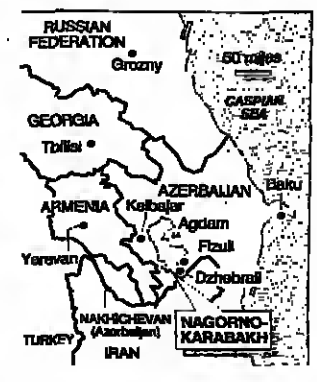 RUSSIAN
FEDERATION
Grozny
50 miles
CASPIAN
SEA
GEORGIA
Tbilisi
AZERBAIJAN
Baku
ARMENIA
Kelbajar
Agdam
Fizuli
Yerevan
Dzhebrail
NAKHICHEVAN
(Azerbaijan)
NAGORNO-
KARABAKH
TURKEY
IRAN